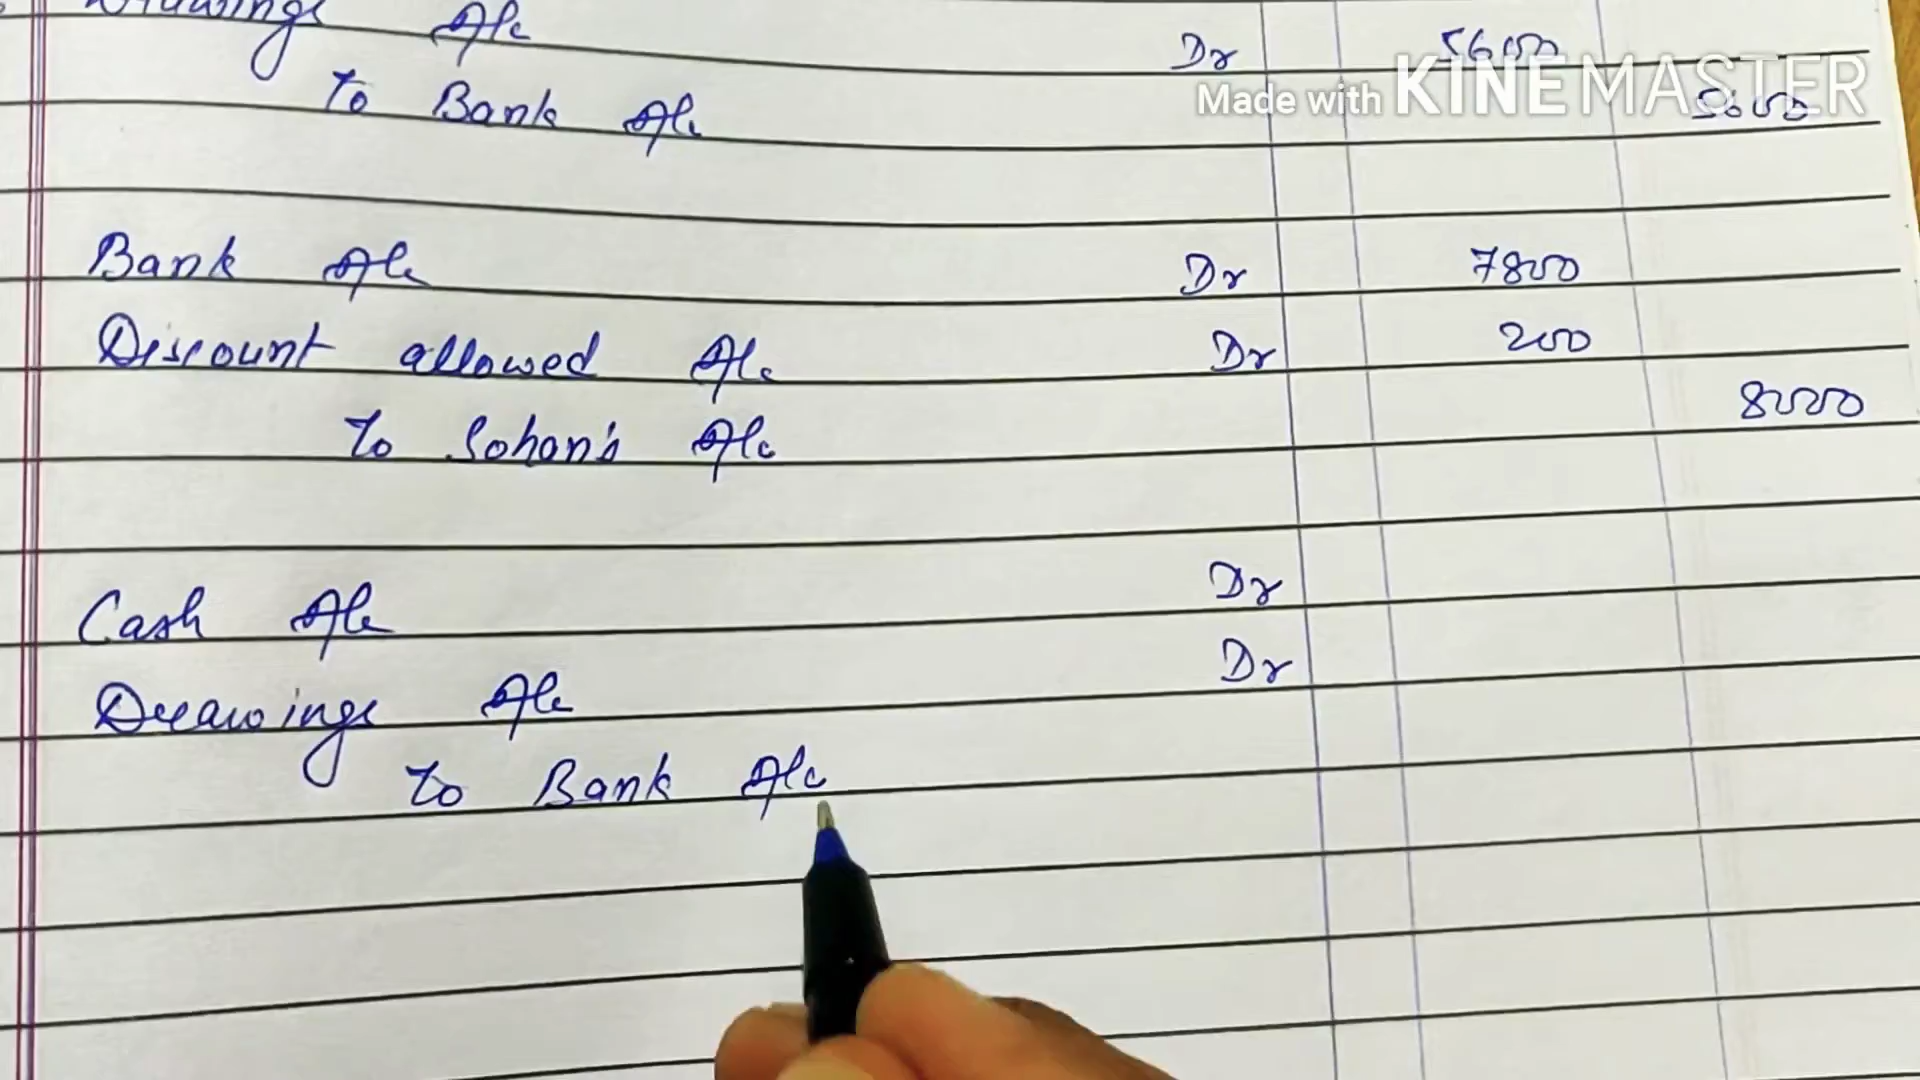 Drawings A/c Dr 5600
Made with KINEMASTER
To Bank A/c 5600
Bank A/c Dr 7800
Discount allowed A/c Dr 200
To Sohan's A/c 8000
Cash A/c Dr
Drawings A/c Dr
To Bank A/c